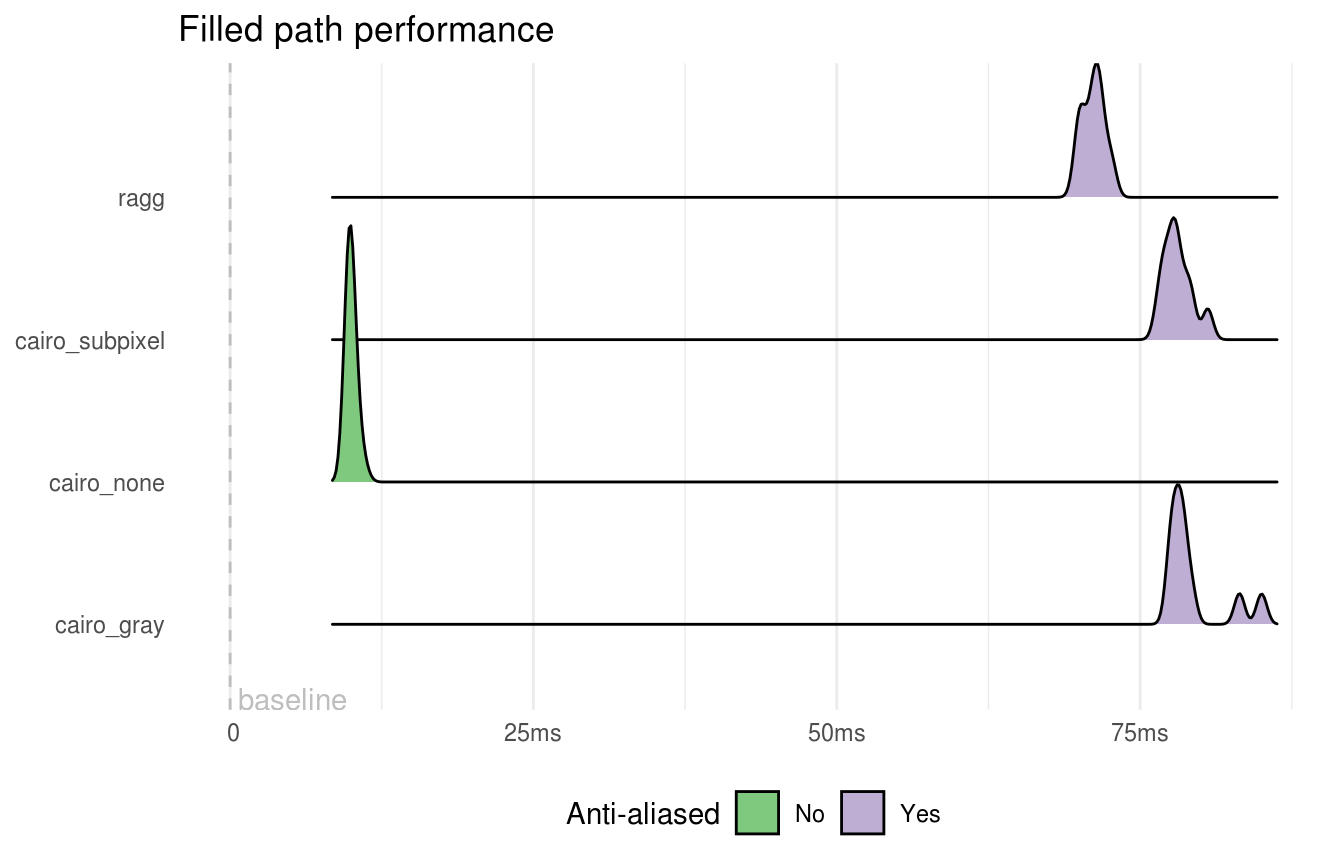 Filled path performance
ragg
cairo_subpixel
cairo_none
cairo_gray
baseline
0 25ms 50ms 75ms
Anti-aliased No Yes